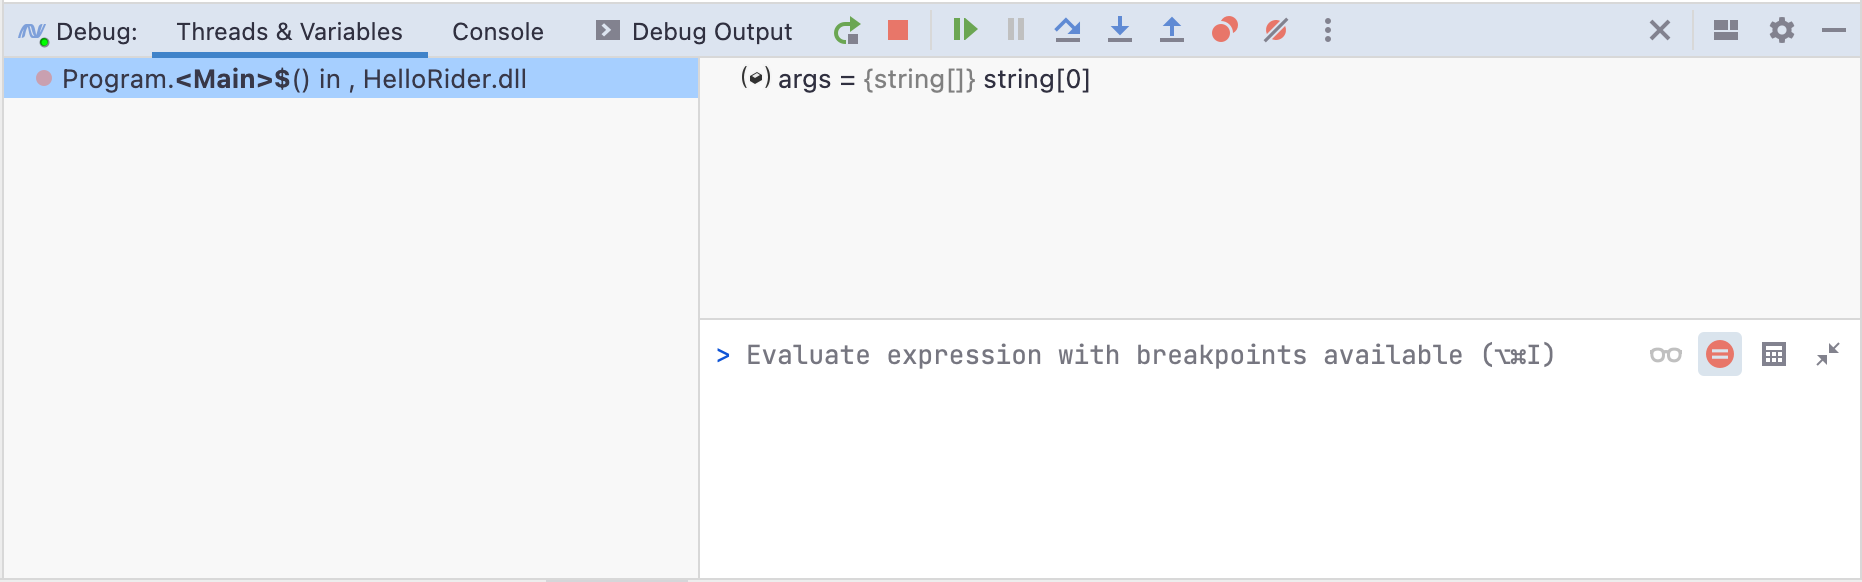 Debug: Threads & Variables Console Debug Output
Program.<Main>$() in , HelloRider.dll
args = {string[]} string[0]
> Evaluate expression with breakpoints available (⌥⌘I)